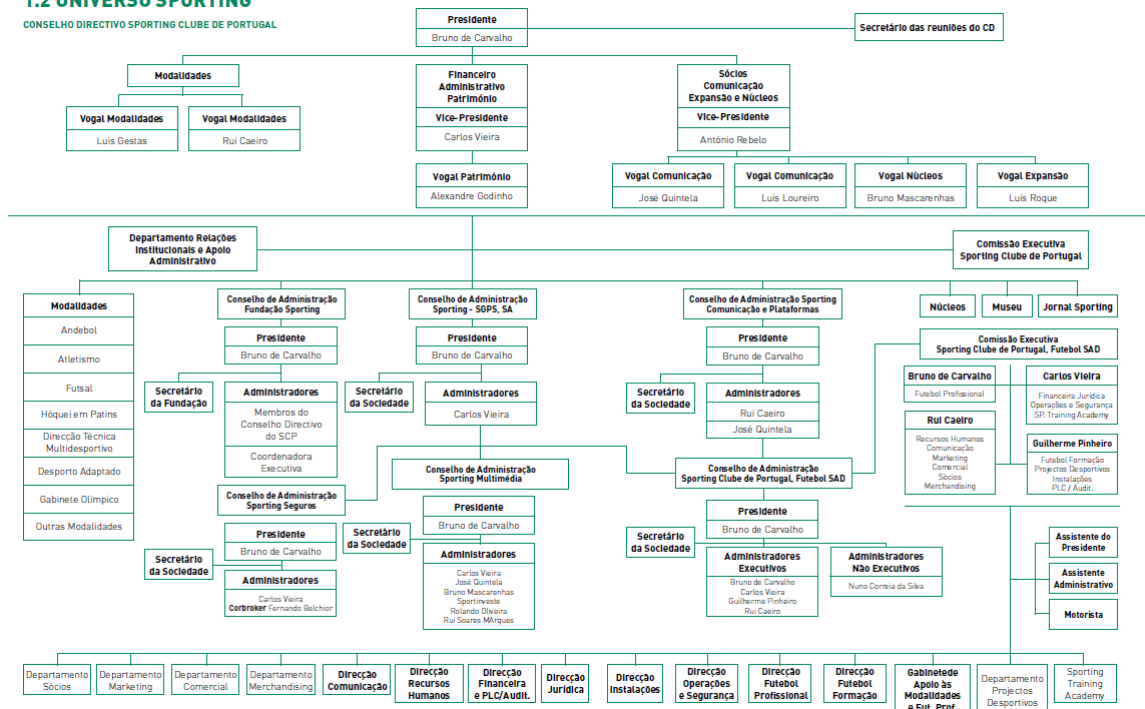 1.2 UNIVERSO SPORTING
CONSELHO DIRECTIVO SPORTING CLUBE DE PORTUGAL
Presidente
Bruno de Carvalho
Secretário das reuniões do CD
Modalidades
Vogal Modalidades
Luis Gestas
Vogal Modalidades
Rui Caeiro
Financeiro
Administrativo
Património
Vice-Presidente
Carlos Vieira
Vogal Património
Alexandre Godinho
Sócios
Comunicação
Expansão e Núcleos
Vice-Presidente
António Rebelo
Vogal Comunicação
José Quintela
Vogal Comunicação
Luís Loureiro
Vogal Núcleos
Bruno Mascarenhas
Vogal Expansão
Luís Roque
Departamento Relações
Institucionais e Apoio
Administrativo
Comissão Executiva
Sporting Clube de Portugal
Modalidades
Andebol
Atletismo
Futsal
Hóquei em Patins
Direcção Técnica
Multidesportivo
Desporto Adaptado
Gabinete Olímpico
Outras Modalidades
Conselho de Administração
Fundação Sporting
Presidente
Bruno de Carvalho
Secretário
da Fundação
Administradores
Membros do
Conselho Directivo
do SCP
Coordenadora
Executiva
Conselho de Administração
Sporting Seguros
Presidente
Bruno de Carvalho
Secretário
da Sociedade
Administradores
Carlos Vieira
Corbroker Fernando Belchior
Conselho de Administração
Sporting - SGPS, SA
Presidente
Bruno de Carvalho
Secretário
da Sociedade
Administradores
Carlos Vieira
Conselho de Administração
Sporting Multimédia
Presidente
Bruno de Carvalho
Secretário
da Sociedade
Administradores
Carlos Vieira
José Quintela
Bruno Mascarenhas
Sportinveste
Rolando Oliveira
Rui Soares MArques
Conselho de Administração Sporting
Comunicação e Plataformas
Presidente
Bruno de Carvalho
Secretário
da Sociedade
Administradores
Rui Caeiro
José Quintela
Conselho de Administração
Sporting Clube de Portugal, Futebol SAD
Presidente
Bruno de Carvalho
Secretário
da Sociedade
Administradores
Executivos
Bruno de Carvalho
Carlos Vieira
Guilherme Pinheiro
Rui Caeiro
Administradores
Não Executivos
Nuno Correia da Silva
Núcleos
Museu
Jornal Sporting
Comissão Executiva
Sporting Clube de Portugal, Futebol SAD
Bruno de Carvalho
Futebol Profissional
Carlos Vieira
Financeira Jurídica
Operações e Segurança
SP. Training Academy
Rui Caeiro
Recursos Humanos
Comunicação
Marketing
Comercial
Sócios
Merchandising
Guilherme Pinheiro
Futebol Formação
Projectos Desportivos
Instalações
PLC / Audit.
Assistente do
Presidente
Assistente
Administrativo
Motorista
Departamento
Sócios
Departamento
Marketing
Departamento
Comercial
Departamento
Merchandising
Direcção
Comunicação
Direcção
Recursos
Humanos
Direcção
Financeira
e PLC/Audit.
Direcção
Jurídica
Direcção
Instalações
Direcção
Operações
e Segurança
Direcção
Futebol
Profissional
Direcção
Futebol
Formação
Gabinetede
Apoio às
Modalidades
e Fut. Prof.
Departamento
Projectos
Desportivos
Sporting
Training
Academy